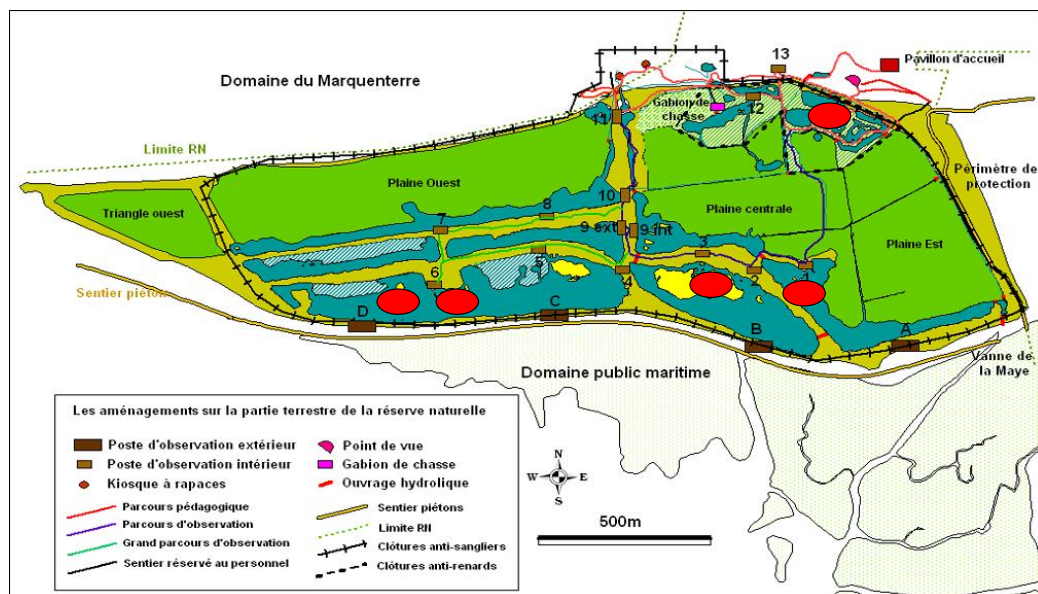 13
Pavillon d'accueil
Domaine du Marquenterre
Gabion de
chasse
12
11
Limite RN
Périmètre de
protection
Plaine Ouest
10
Triangle ouest
8
7
Plaine centrale
9 ext
9 int
Plaine Est
3
5
6
4
2
1
Sentier piéton
D
C
B
A
Vanne de
la Maye
Domaine public maritime
Les aménagements sur la partie terrestre de la réserve naturelle
Poste d'observation extérieur
Point de vue
Poste d'observation intérieur
Gabion de chasse
Kiosque à rapaces
Ouvrage hydrolique
Parcours pédagogique
Sentier piétons
Parcours d'observation
Limite RN
Grand parcours d'observation
Clôtures anti-sangliers
Sentier réservé au personnel
Clôtures anti-renards
N
W
E
S
500m